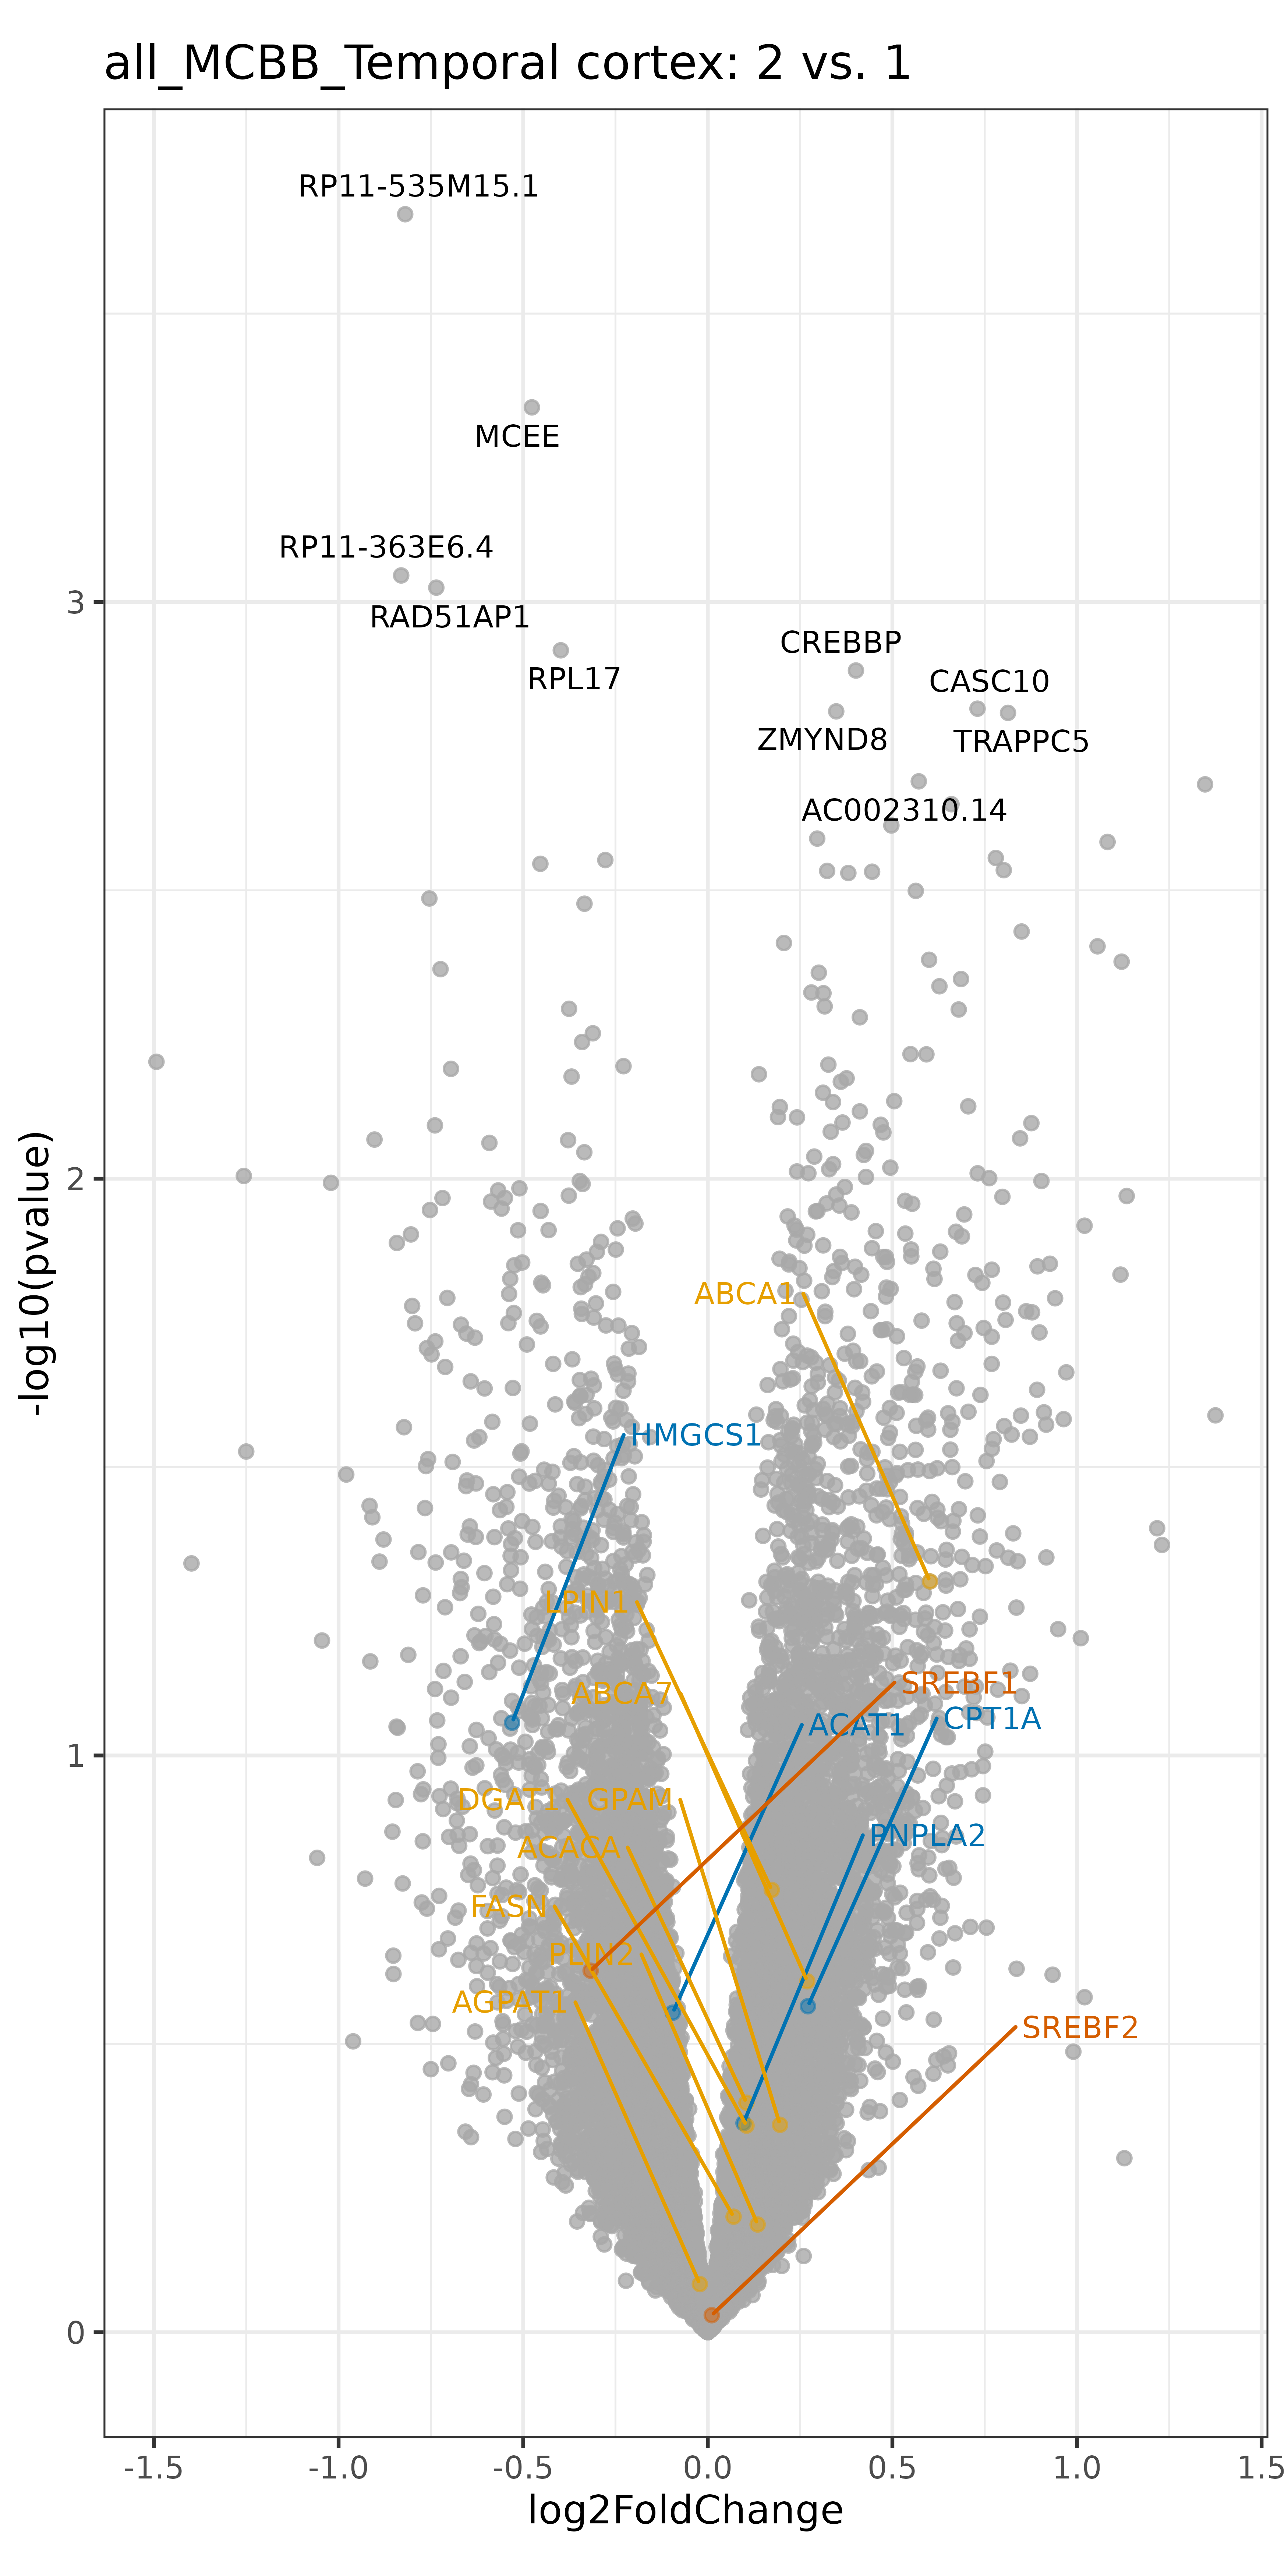 all_MCBB_Temporal cortex: 2 vs. 1
RP11-535M15.1
MCEE
RP11-363E6.4
3
RAD51AP1
CREBBP
RPL17
CASC10
ZMYND8
TRAPPC5
AC002310.14
-log10(pvalue)
2
ABCA1
HMGCS1
LPIN1
SREBF1
ABCA7
CPT1A
ACAT1
1
DGAT1
GPAM
PNPLA2
ACACA
FASN
PLIN2
AGPAT1
SREBF2
0
-1.5 -1.0 -0.5 0.0 0.5 1.0 1.5
log2FoldChange